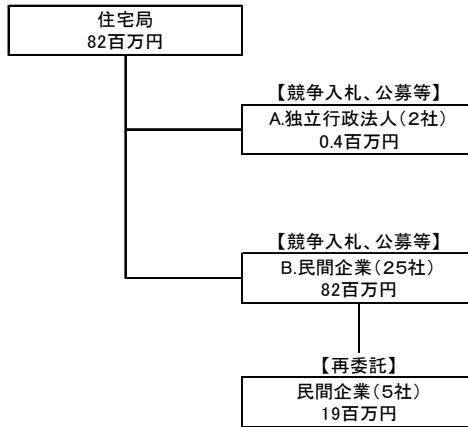 住宅局
82百万円
【競争入札、公募等】
A.独立行政法人(2社)
0.4百万円
【競争入札、公募等】
B.民間企業(25社)
82百万円
【再委託】
民間企業(5社)
19百万円